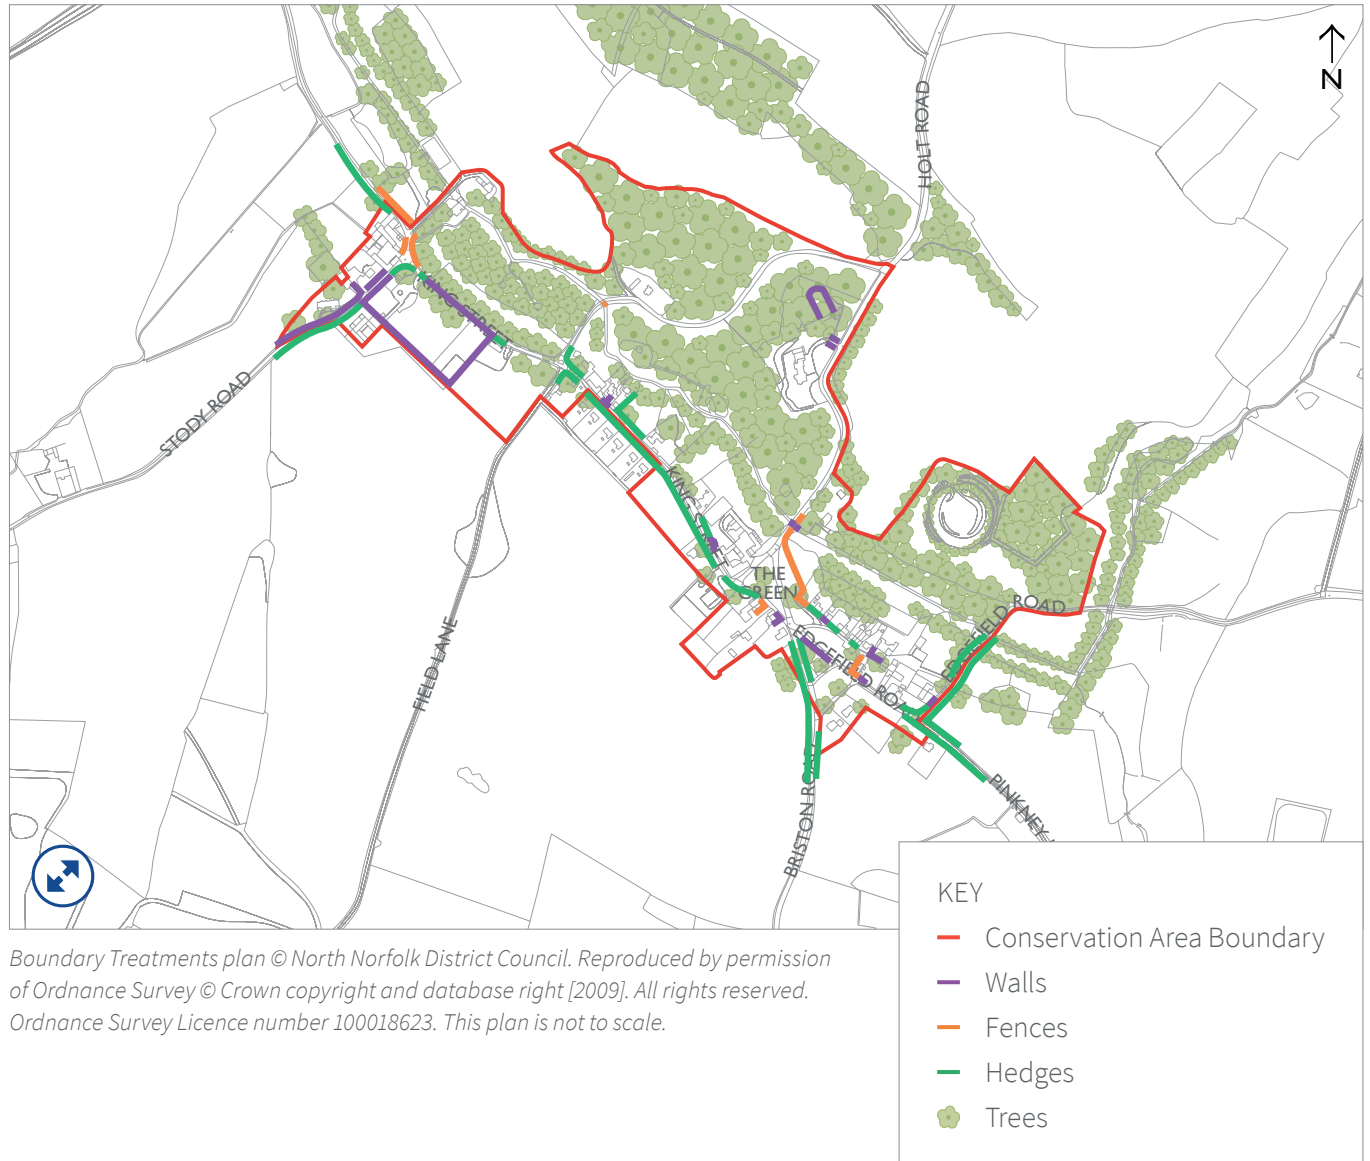 N
HOLT ROAD
KING STREET
STODY ROAD
KING STREET
THE
GREEN
EDGEFIELD ROAD
EDGEFIELD ROAD
FIELD LANE
BRISTON ROAD
PINKNEY
KEY
Conservation Area Boundary
Walls
Fences
Hedges
Trees
Boundary Treatments plan © North Norfolk District Council. Reproduced by permission
of Ordnance Survey © Crown copyright and database right [2009]. All rights reserved.
Ordnance Survey Licence number 100018623. This plan is not to scale.